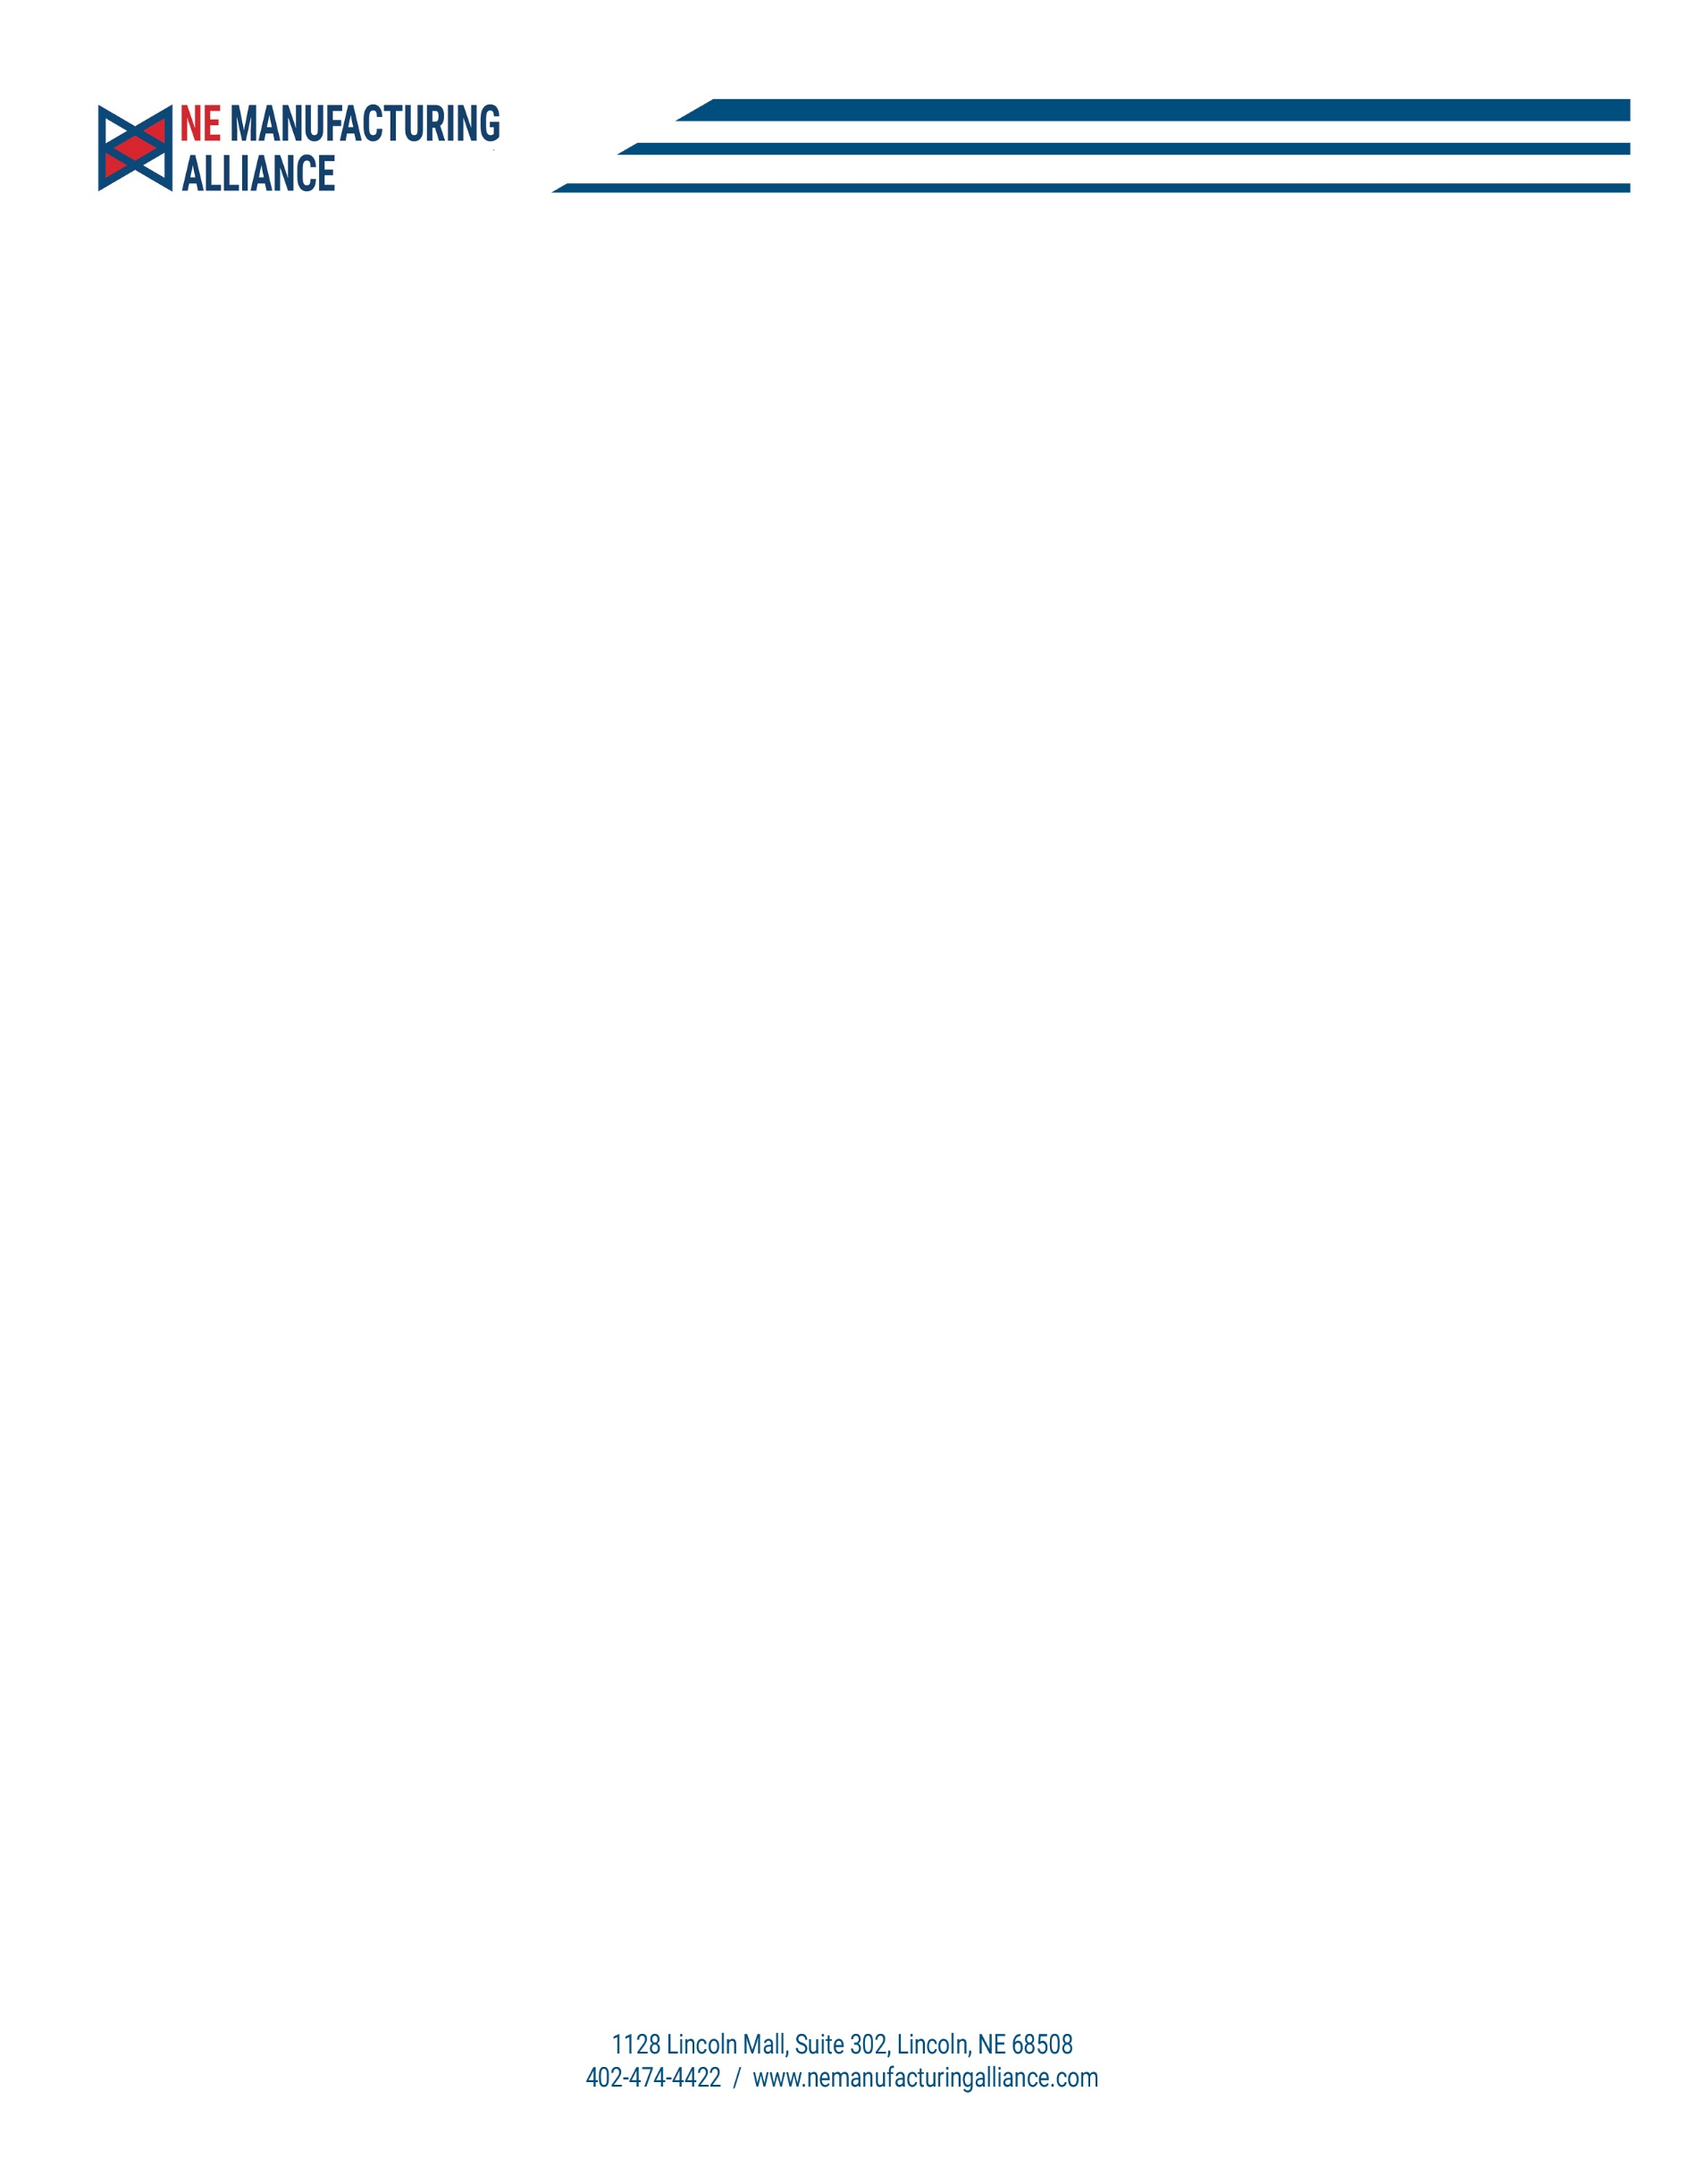 NE MANUFACTURING
ALLIANCE
1128 Lincoln Mall, Suite 302, Lincoln, NE 68508
402-474-4422 / www.nemanufacturingalliance.com